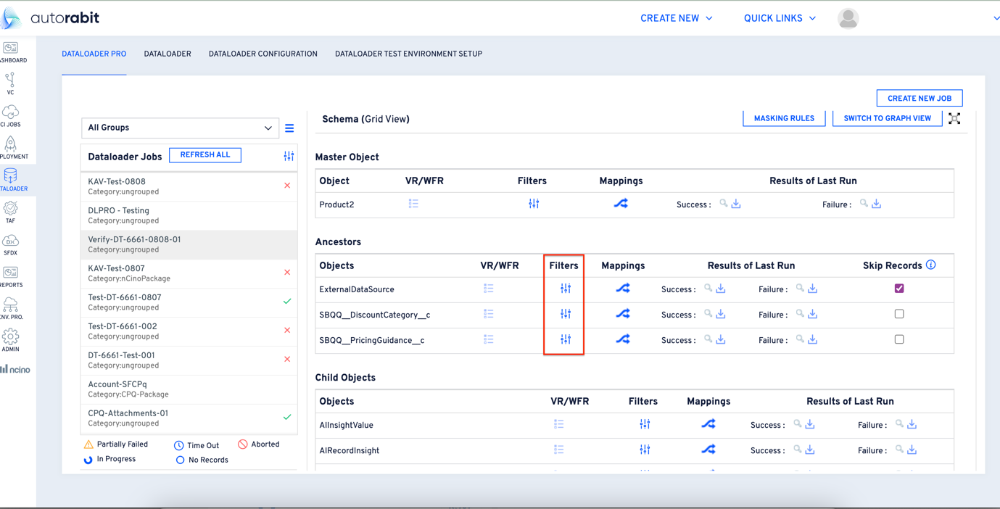 autorabit
CREATE NEW
QUICK LINKS
ASHBOARD
VC
CI JOBS
PLOYMENT
TALOADER
TAF
SFDX
REPORTS
NV. PRO.
ADMIN
ncino
DATALOADER PRO DATALOADER DATALOADER CONFIGURATION DATALOADER TEST ENVIRONMENT SETUP
CREATE NEW JOB
All Groups
Dataloader Jobs REFRESH ALL
KAV-Test-0808
Category:ungrouped
DLPRO - Testing
Category:ungrouped
Verify-DT-6661-0808-01
Category:ungrouped
KAV-Test-0807
Category:nCinoPackage
Test-DT-6661-0807
Category:ungrouped
Test-DT-6661-002
Category:ungrouped
DT-6661-Test-001
Category:ungrouped
Account-SFCPq
Category:CPQ-Package
CPQ-Attachments-01
Category:ungrouped
Partially Failed Time Out Aborted
In Progress No Records
Schema (Grid View) MASKING RULES SWITCH TO GRAPH VIEW
Master Object
Object VR/WFR Filters Mappings Results of Last Run
Product2 Success : Failure :
Ancestors
Objects VR/WFR Filters Mappings Results of Last Run Skip Records
ExternalDataSource Success : Failure :
SBQQ__DiscountCategory__c Success : Failure :
SBQQ__PricingGuidance__c Success : Failure :
Child Objects
Objects VR/WFR Filters Mappings Results of Last Run
AIInsightValue Success : Failure :
AIRecordInsight Success : Failure :